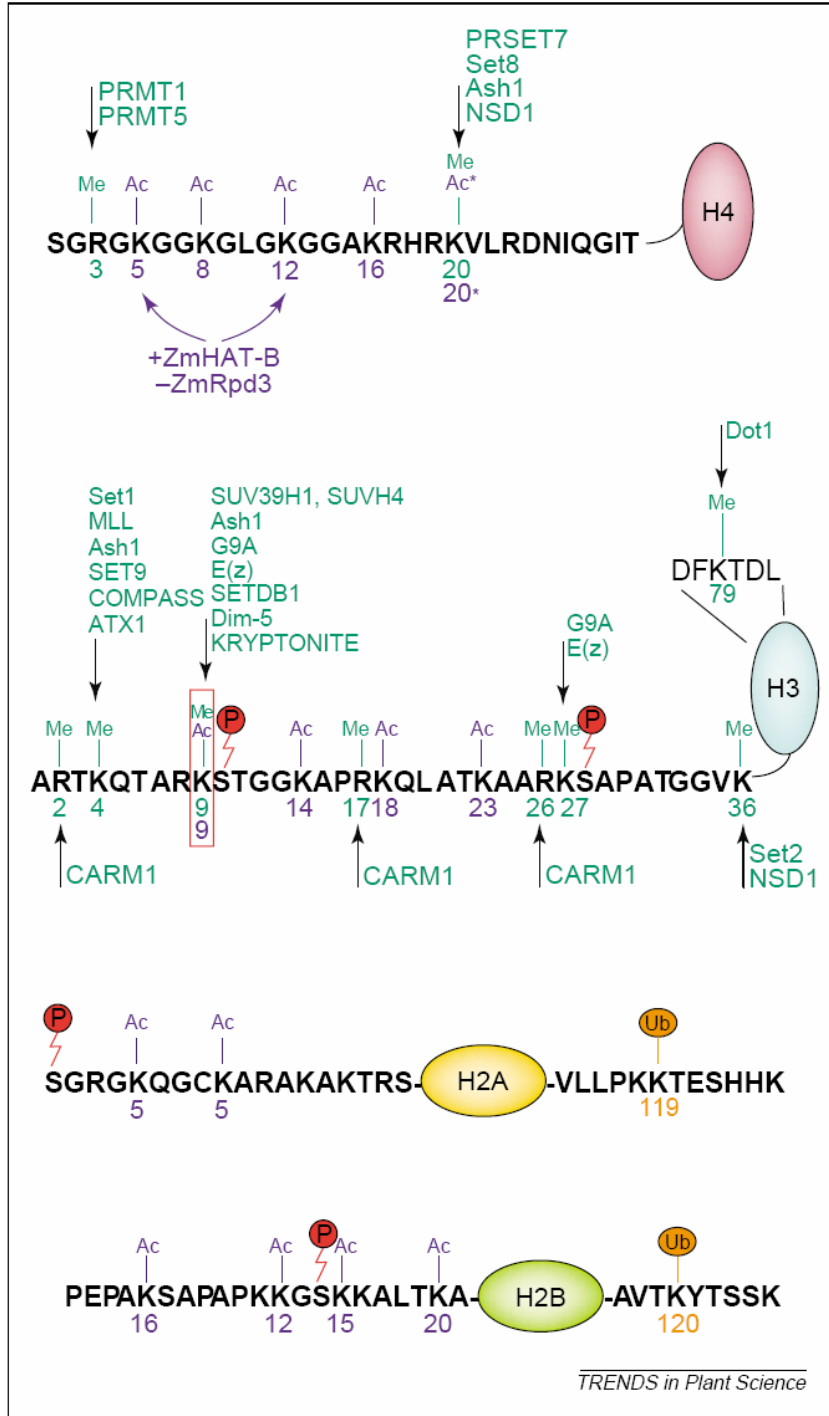 PRMT1
PRMT5
PRSET7
Set8
Ash1
NSD1
Me Ac Ac Ac Ac Me
Ac*
SGRGKGGKGLGKGGAKRHRKVLRDNIQGIT
H4
3 5 8 12 16 20
20*
+ZmHAT-B
–ZmRpd3
Dot1
Me
DFKTDL
79
H3
Set1
MLL
Ash1
SET9
COMPASS
ATX1
SUV39H1, SUVH4
Ash1
G9A
E(z)
SETDB1
Dim-5
KRYPTONITE
G9A
E(z)
Me Me Me P Ac Me Ac Ac Me Me P Me
Ac
ARTKQTARKSTGGKAPRKQLATKAARKSAPATGGVK
2 4 9 14 17 18 23 26 27 36
9
CARM1
CARM1
CARM1
Set2
NSD1
P Ac Ac Ub
SGRGKQGCKARAKAKTRS-
H2A
-VLLPKKTESHHK
5 5 119
Ac Ac P Ac Ac Ub
PEPAKSAPAPKKGSKKALTKA-
H2B
-AVTKYTSSK
16 12 15 20 120
TRENDS in Plant Science